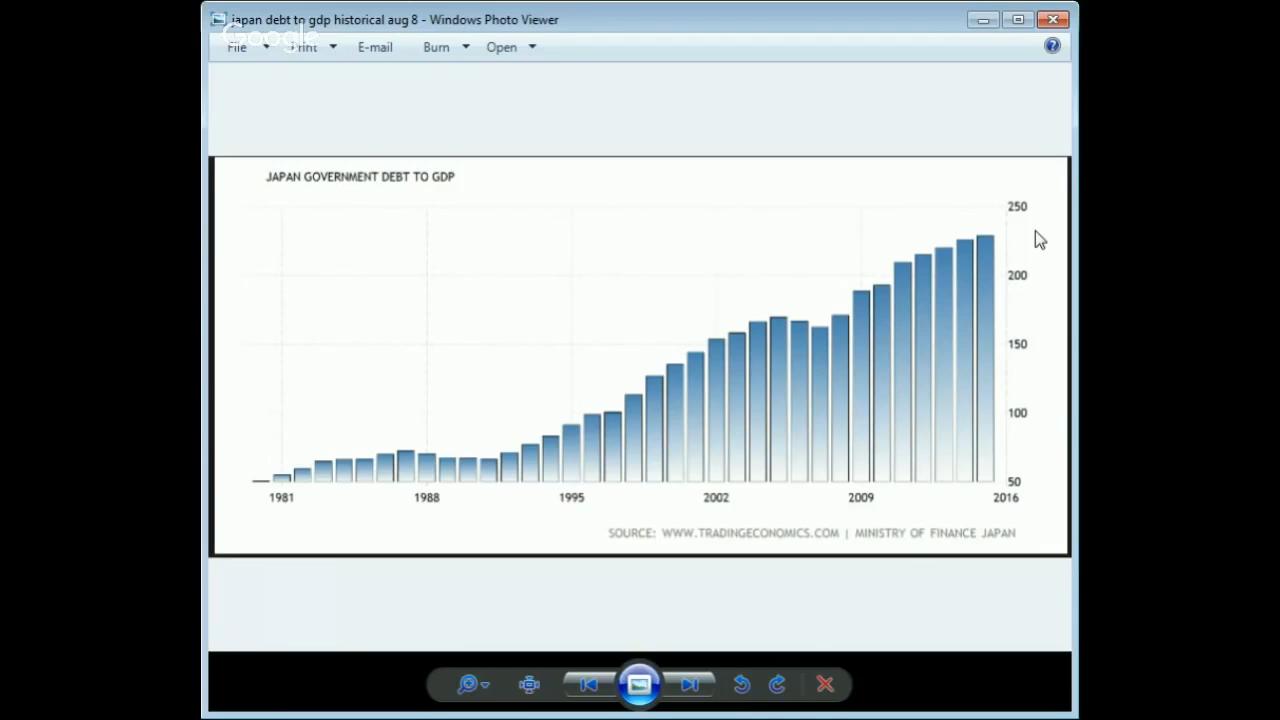 japan debt to gdp historical aug 8 - Windows Photo Viewer
Google
File Print E-mail Burn Open
JAPAN GOVERNMENT DEBT TO GDP
250
200
150
100
50
1981 1988 1995 2002 2009 2016
SOURCE: WWW.TRADINGECONOMICS.COM | MINISTRY OF FINANCE JAPAN